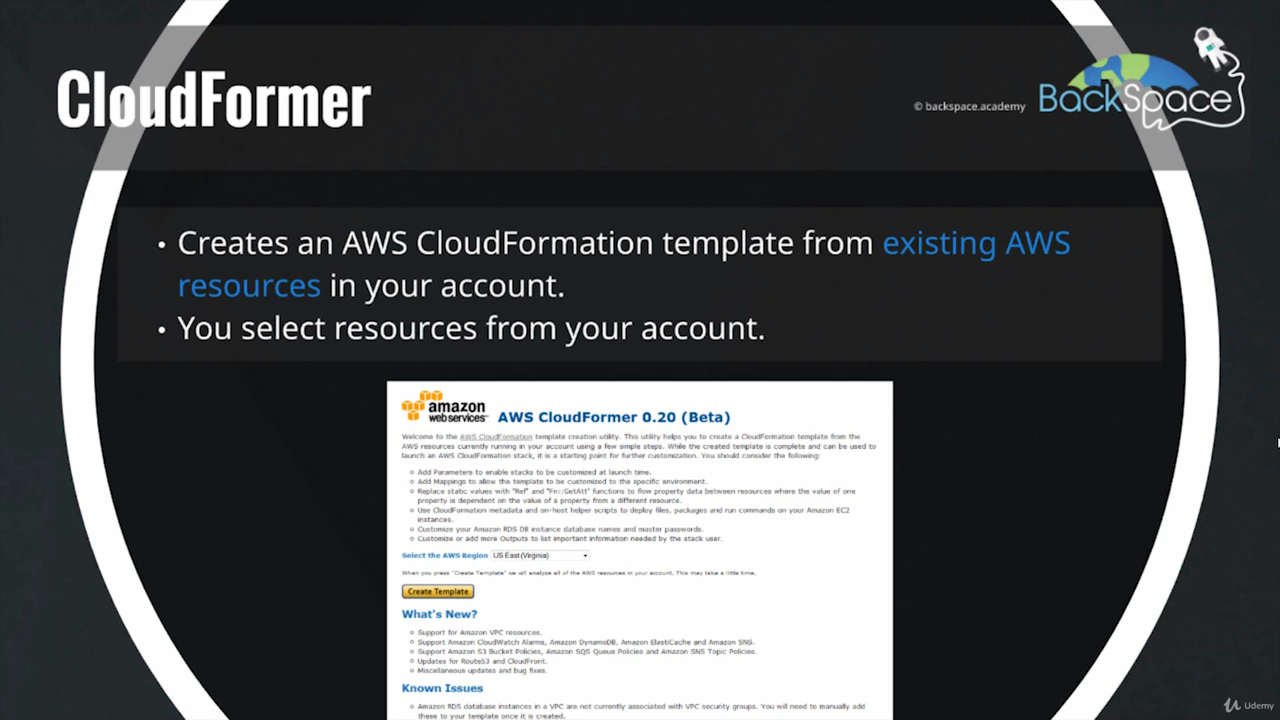 CloudFormer
© backspace.academy
BackSpace
• Creates an AWS CloudFormation template from existing AWS
resources in your account.
• You select resources from your account.
amazon
web services
AWS CloudFormer 0.20 (Beta)
Welcome to the AWS CloudFormation template creation utility. This utility helps you to create a CloudFormation template from the
AWS resources currently running in your account using a few simple steps. While the created template is complete and can be used to
launch an AWS CloudFormation stack, it is a starting point for further customization. You should consider the following:
Add Parameters to enable stacks to be customized at launch time.
Add Mappings to allow the template to be customized to the specific environment.
Replace static values with "Ref" and "Fn::GetAtt" functions to flow property data between resources where the value of one
property is dependent on the value of a property from a different resource.
Use CloudFormation metadata and on-host helper scripts to deploy files, packages and run commands on your Amazon EC2
instances.
Customize your Amazon RDS DB instance database names and master passwords.
Customize or add more Outputs to list important information needed by the stack user.
Select the AWS Region US East (Virginia)
When you press "Create Template" we will analyze all of the AWS resources in your account. This may take a little time.
Create Template
What's New?
Support for Amazon VPC resources.
Support Amazon CloudWatch Alarms, Amazon DynamoDB, Amazon ElastiCache and Amazon SNS.
Support Amazon S3 Bucket Policies, Amazon SQS Queue Policies and Amazon SNS Topic Policies.
Updates for Route53 and CloudFront.
Miscellaneous updates and bug fixes.
Known Issues
Amazon RDS database instances in a VPC are not currently associated with VPC security groups. You will need to manually add
these to your template once it is created.
Udemy